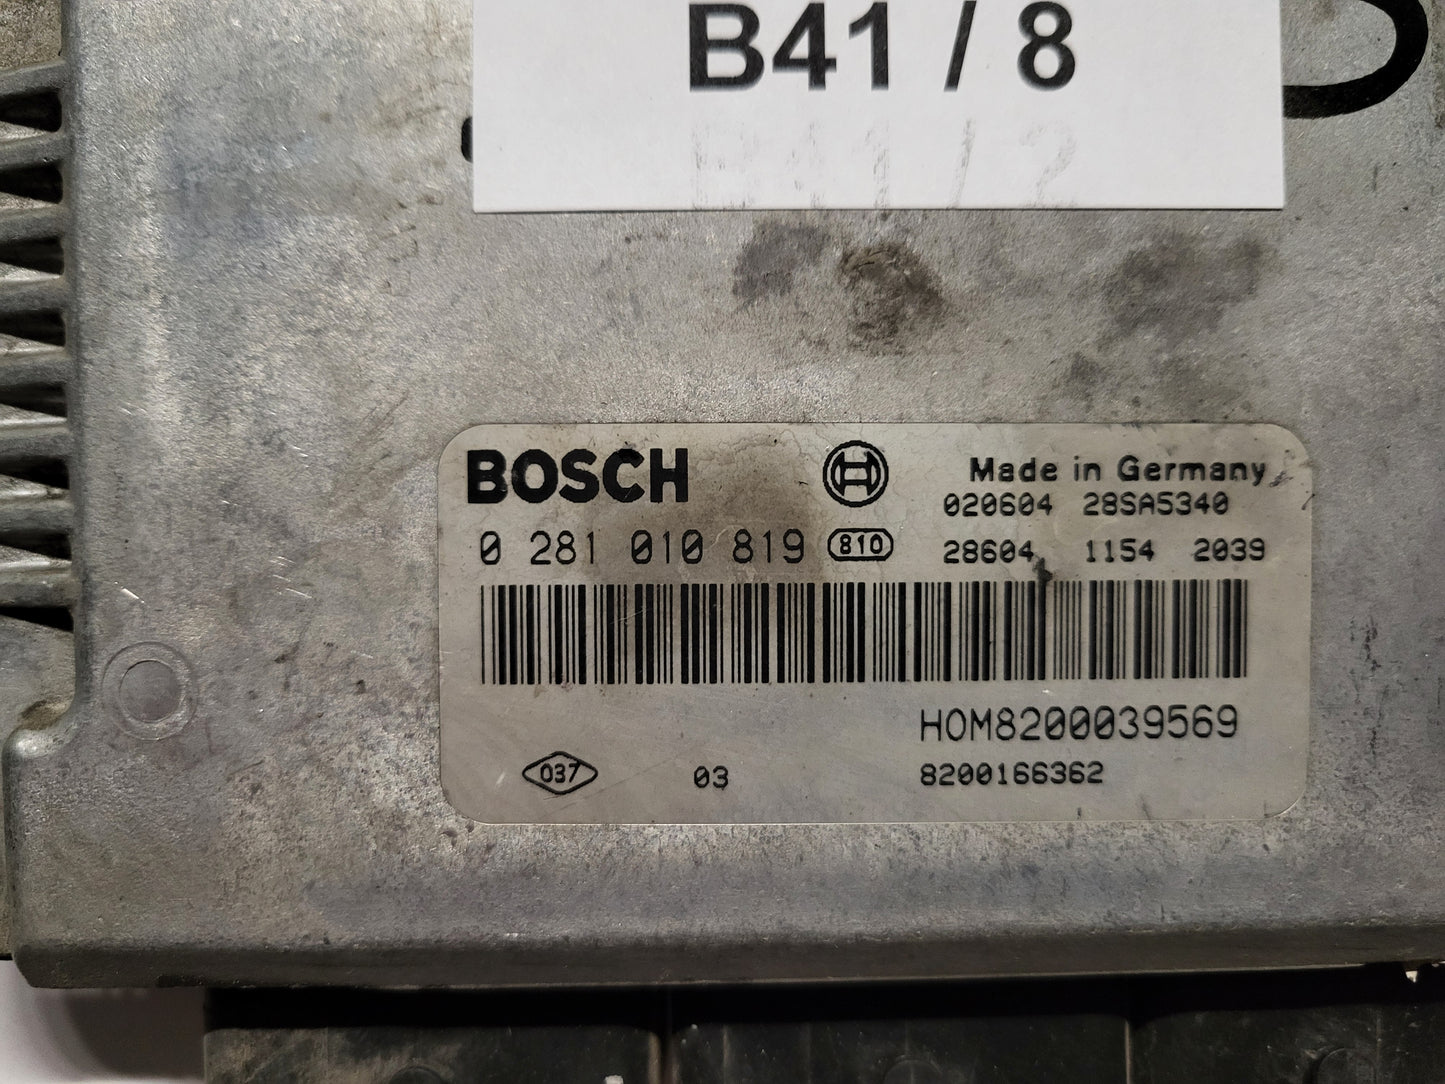 B41 / 8
BOSCH
Made in Germany
020604 28SA5340
0 281 010 819 810
28604 1154 2039
HOM8200039569
037 03 8200166362